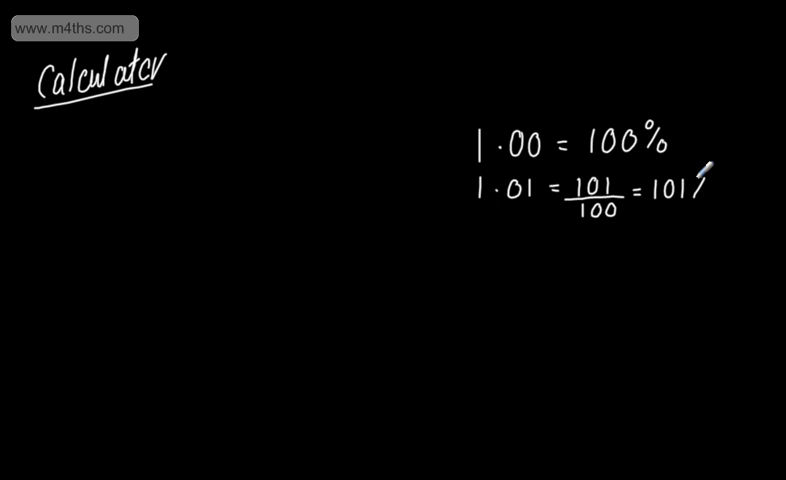 www.m4ths.com
Calculator
1.00 = 100%
1.01 = 101/100 = 101/